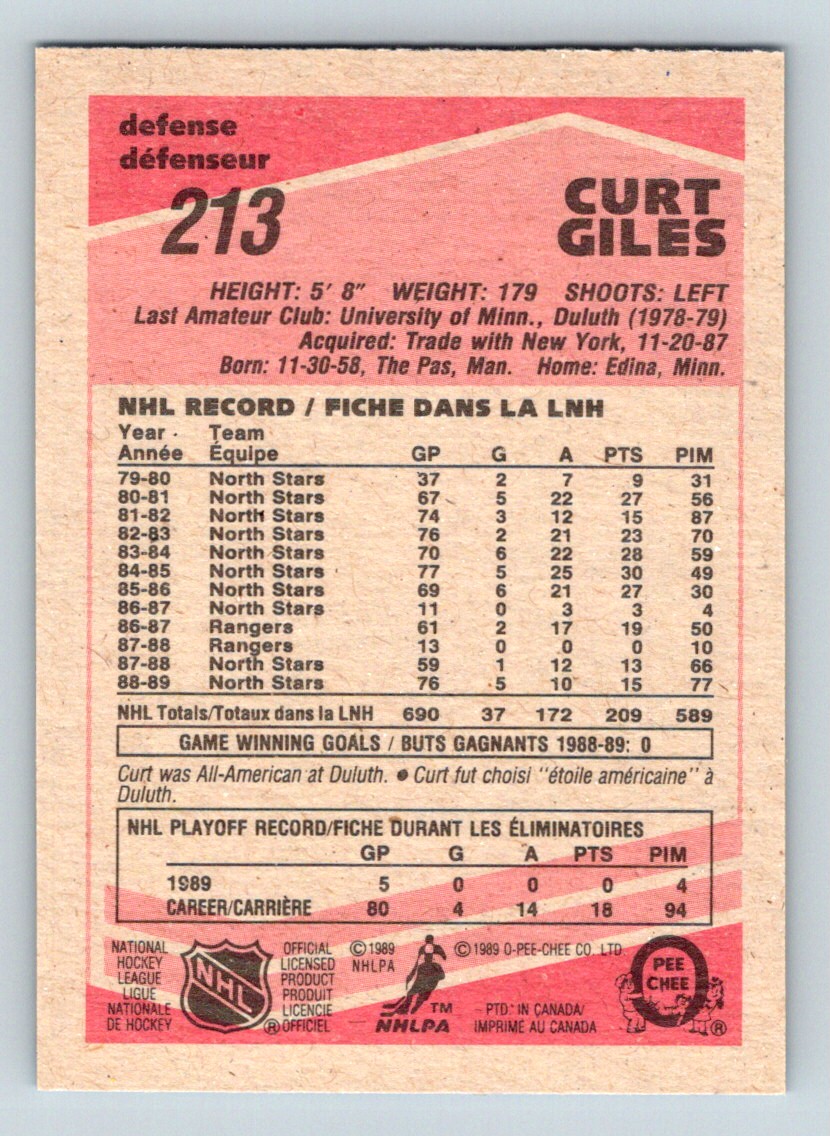 defense
défenseur
213
CURT
GILES
HEIGHT: 5' 8" WEIGHT: 179 SHOOTS: LEFT
Last Amateur Club: University of Minn., Duluth (1978-79)
Acquired: Trade with New York, 11-20-87
Born: 11-30-58, The Pas, Man. Home: Edina, Minn.
NHL RECORD / FICHE DANS LA LNH
Year Team
Année Équipe GP G A PTS PIM
79-80 North Stars 37 2 7 9 31
80-81 North Stars 67 5 22 27 56
81-82 North Stars 74 3 12 15 87
82-83 North Stars 76 2 21 23 70
83-84 North Stars 70 6 22 28 59
84-85 North Stars 77 5 25 30 49
85-86 North Stars 69 6 21 27 30
86-87 North Stars 11 0 3 3 4
86-87 Rangers 61 2 17 19 50
87-88 Rangers 13 0 0 0 10
87-88 North Stars 59 1 12 13 66
88-89 North Stars 76 5 10 15 77
NHL Totals/Totaux dans la LNH 690 37 172 209 589
GAME WINNING GOALS / BUTS GAGNANTS 1988-89: 0
Curt was All-American at Duluth. ● Curt fut choisi "étoile américaine" à
Duluth.
NHL PLAYOFF RECORD/FICHE DURANT LES ÉLIMINATOIRES
GP G A PTS PIM
1989 5 0 0 0 4
CAREER/CARRIÈRE 80 4 14 18 94
NATIONAL
HOCKEY
LEAGUE
LIGUE
NATIONALE
DE HOCKEY
NHL
®
OFFICIAL
LICENSED
PRODUCT
PRODUIT
LICENCIE
OFFICIEL
© 1989
NHLPA
TM
NHLPA
© 1989 O-PEE-CHEE CO. LTD
PTD. IN CANADA/
IMPRIMÉ AU CANADA
O
PEE
CHEE
®